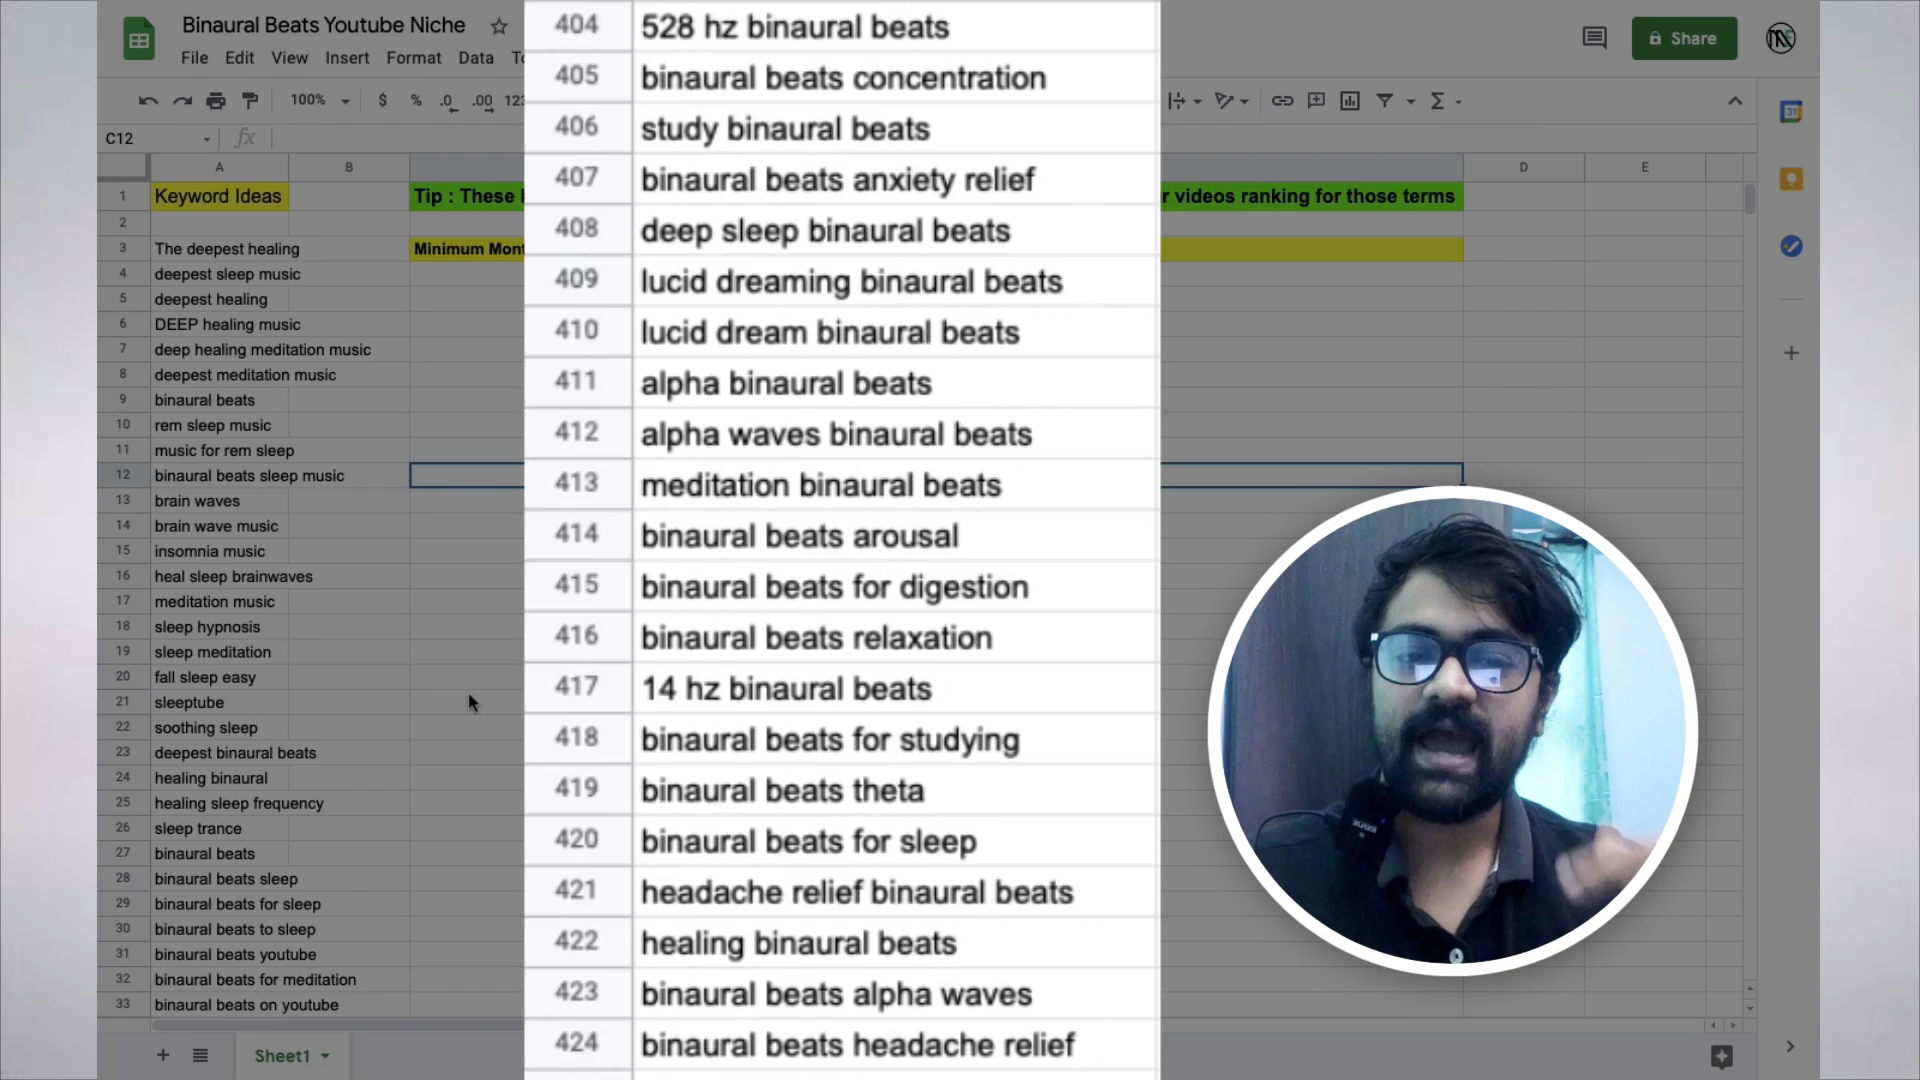 Binaural Beats Youtube Niche
File Edit View Insert Format Data
Share
100% $ % .0 .00 123
C12 fx
A B D E
1 Keyword Ideas Tip : These videos ranking for those terms
2
3 The deepest healing Minimum Mont
4 deepest sleep music
5 deepest healing
6 DEEP healing music
7 deep healing meditation music
8 deepest meditation music
9 binaural beats
10 rem sleep music
11 music for rem sleep
12 binaural beats sleep music
13 brain waves
14 brain wave music
15 insomnia music
16 heal sleep brainwaves
17 meditation music
18 sleep hypnosis
19 sleep meditation
20 fall sleep easy
21 sleeptube
22 soothing sleep
23 deepest binaural beats
24 healing binaural
25 healing sleep frequency
26 sleep trance
27 binaural beats
28 binaural beats sleep
29 binaural beats for sleep
30 binaural beats to sleep
31 binaural beats youtube
32 binaural beats for meditation
33 binaural beats on youtube
Sheet1
404 528 hz binaural beats
405 binaural beats concentration
406 study binaural beats
407 binaural beats anxiety relief
408 deep sleep binaural beats
409 lucid dreaming binaural beats
410 lucid dream binaural beats
411 alpha binaural beats
412 alpha waves binaural beats
413 meditation binaural beats
414 binaural beats arousal
415 binaural beats for digestion
416 binaural beats relaxation
417 14 hz binaural beats
418 binaural beats for studying
419 binaural beats theta
420 binaural beats for sleep
421 headache relief binaural beats
422 healing binaural beats
423 binaural beats alpha waves
424 binaural beats headache relief
31